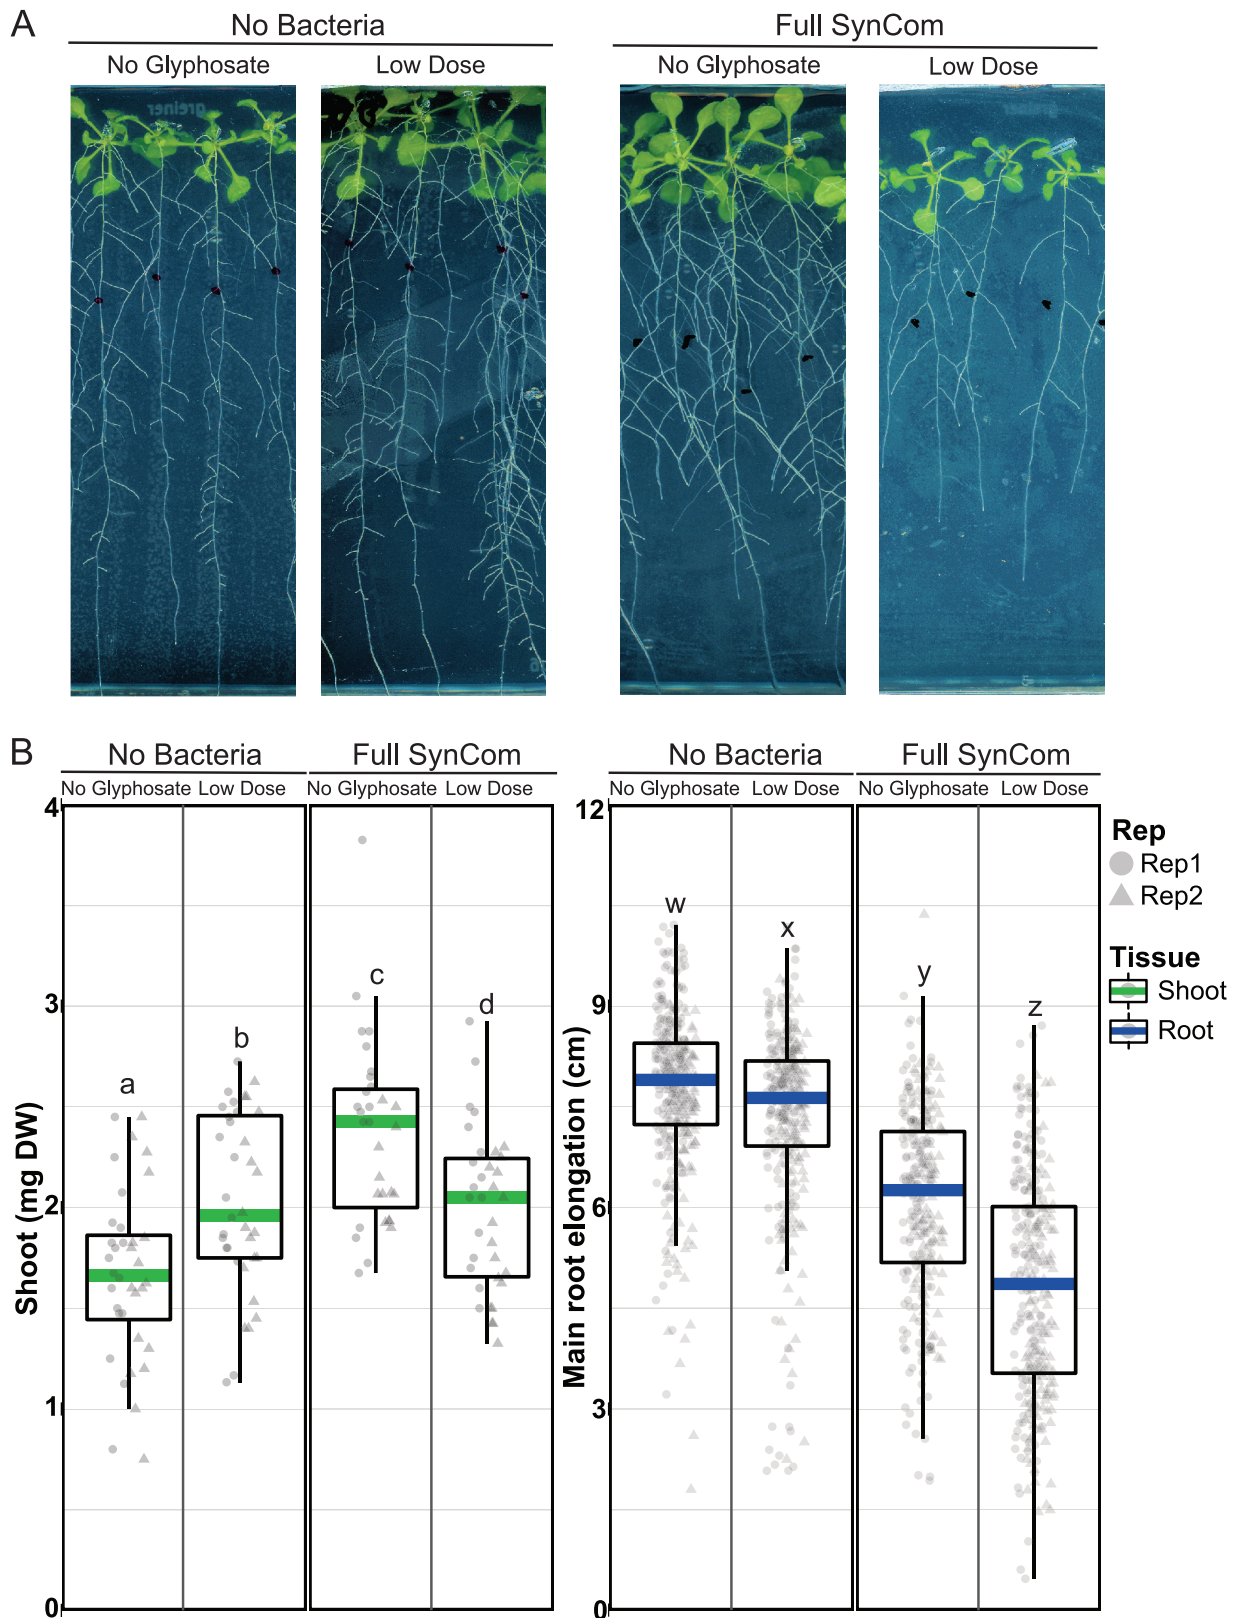 A
No Bacteria
Full SynCom
No Glyphosate
Low Dose
No Glyphosate
Low Dose
greiner
5
B
No Bacteria
Full SynCom
No Bacteria
Full SynCom
No Glyphosate
Low Dose
No Glyphosate
Low Dose
No Glyphosate
Low Dose
No Glyphosate
Low Dose
Shoot (mg DW)
4
3
2
1
0
a
b
c
d
Main root elongation (cm)
12
9
6
3
0
w
x
y
z
Rep
Rep1
Rep2
Tissue
Shoot
Root